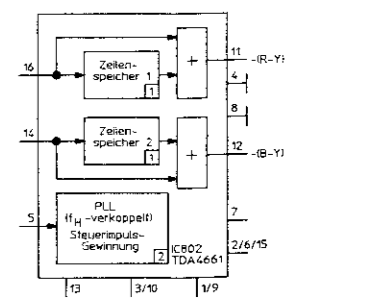 11
-(R-Y)
16
Zeilen-
speicher 1
1
+
4
8
14
Zeilen-
speicher 2
1
+
12
-(B-Y)
5
PLL
(fH-verkoppelt)
Steuerimpuls-
Gewinnung
2
IC802
TDA4661
7
2/6/15
13
3/10
1/9